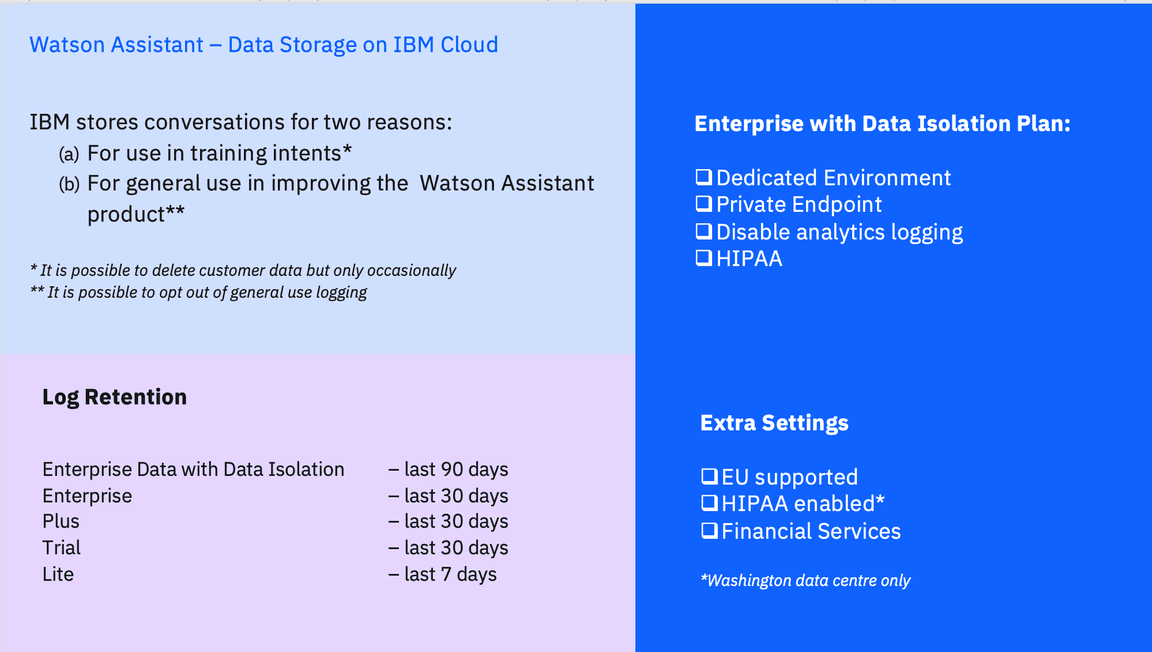 Watson Assistant – Data Storage on IBM Cloud
IBM stores conversations for two reasons:
(a) For use in training intents*
(b) For general use in improving the Watson Assistant
product**
* It is possible to delete customer data but only occasionally
** It is possible to opt out of general use logging
Log Retention
Enterprise Data with Data Isolation – last 90 days
Enterprise – last 30 days
Plus – last 30 days
Trial – last 30 days
Lite – last 7 days
Enterprise with Data Isolation Plan:
❑ Dedicated Environment
❑ Private Endpoint
❑ Disable analytics logging
❑ HIPAA
Extra Settings
❑ EU supported
❑ HIPAA enabled*
❑ Financial Services
*Washington data centre only